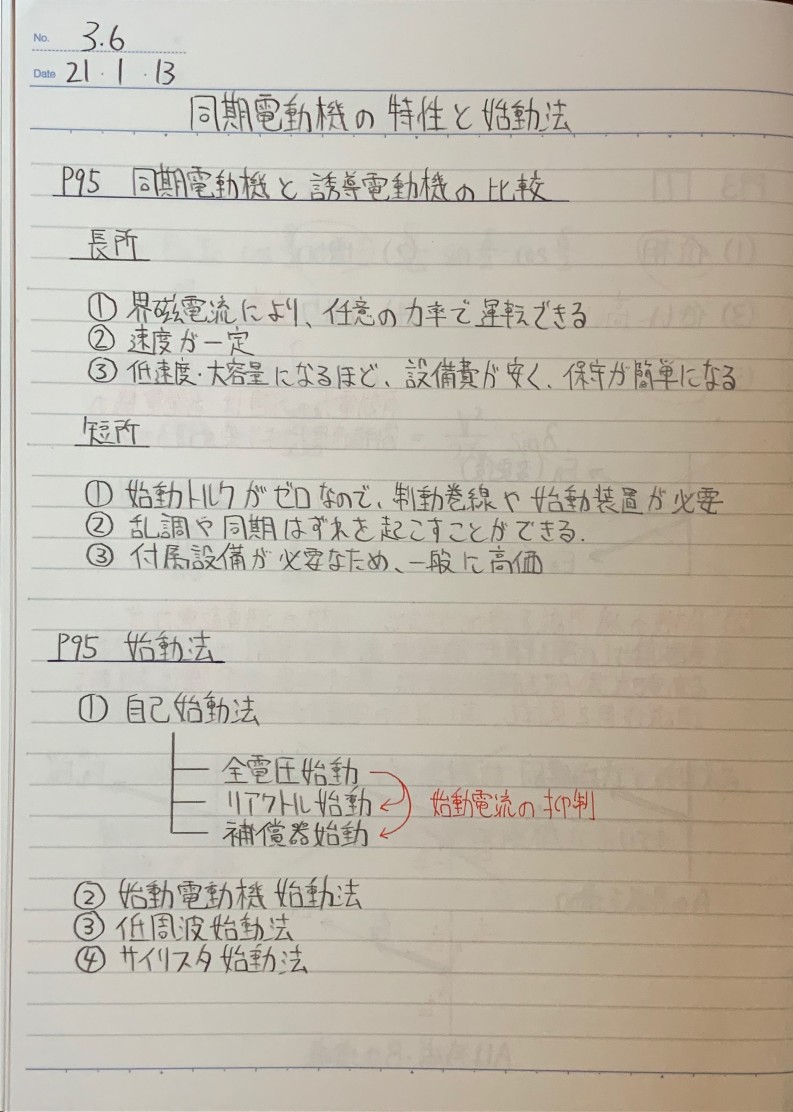 No. 3.6
Date 21・1・13
同期電動機の特性と始動法
P95 同期電動機と誘導電動機の比較
長所
① 界磁電流により、任意の力率で運転できる
② 速度が一定
③ 低速度・大容量になるほど、設備費が安く、保守が簡単になる
短所
① 始動トルクがゼロなので、制動巻線や始動装置が必要
② 乱調や同期はずれを起こすことができる.
③ 付属設備が必要なため、一般に高価
P95 始動法
① 自己始動法
全電圧始動
リアクトル始動 始動電流の抑制
補償器始動
② 始動電動機始動法
③ 低周波始動法
④ サイリスタ始動法